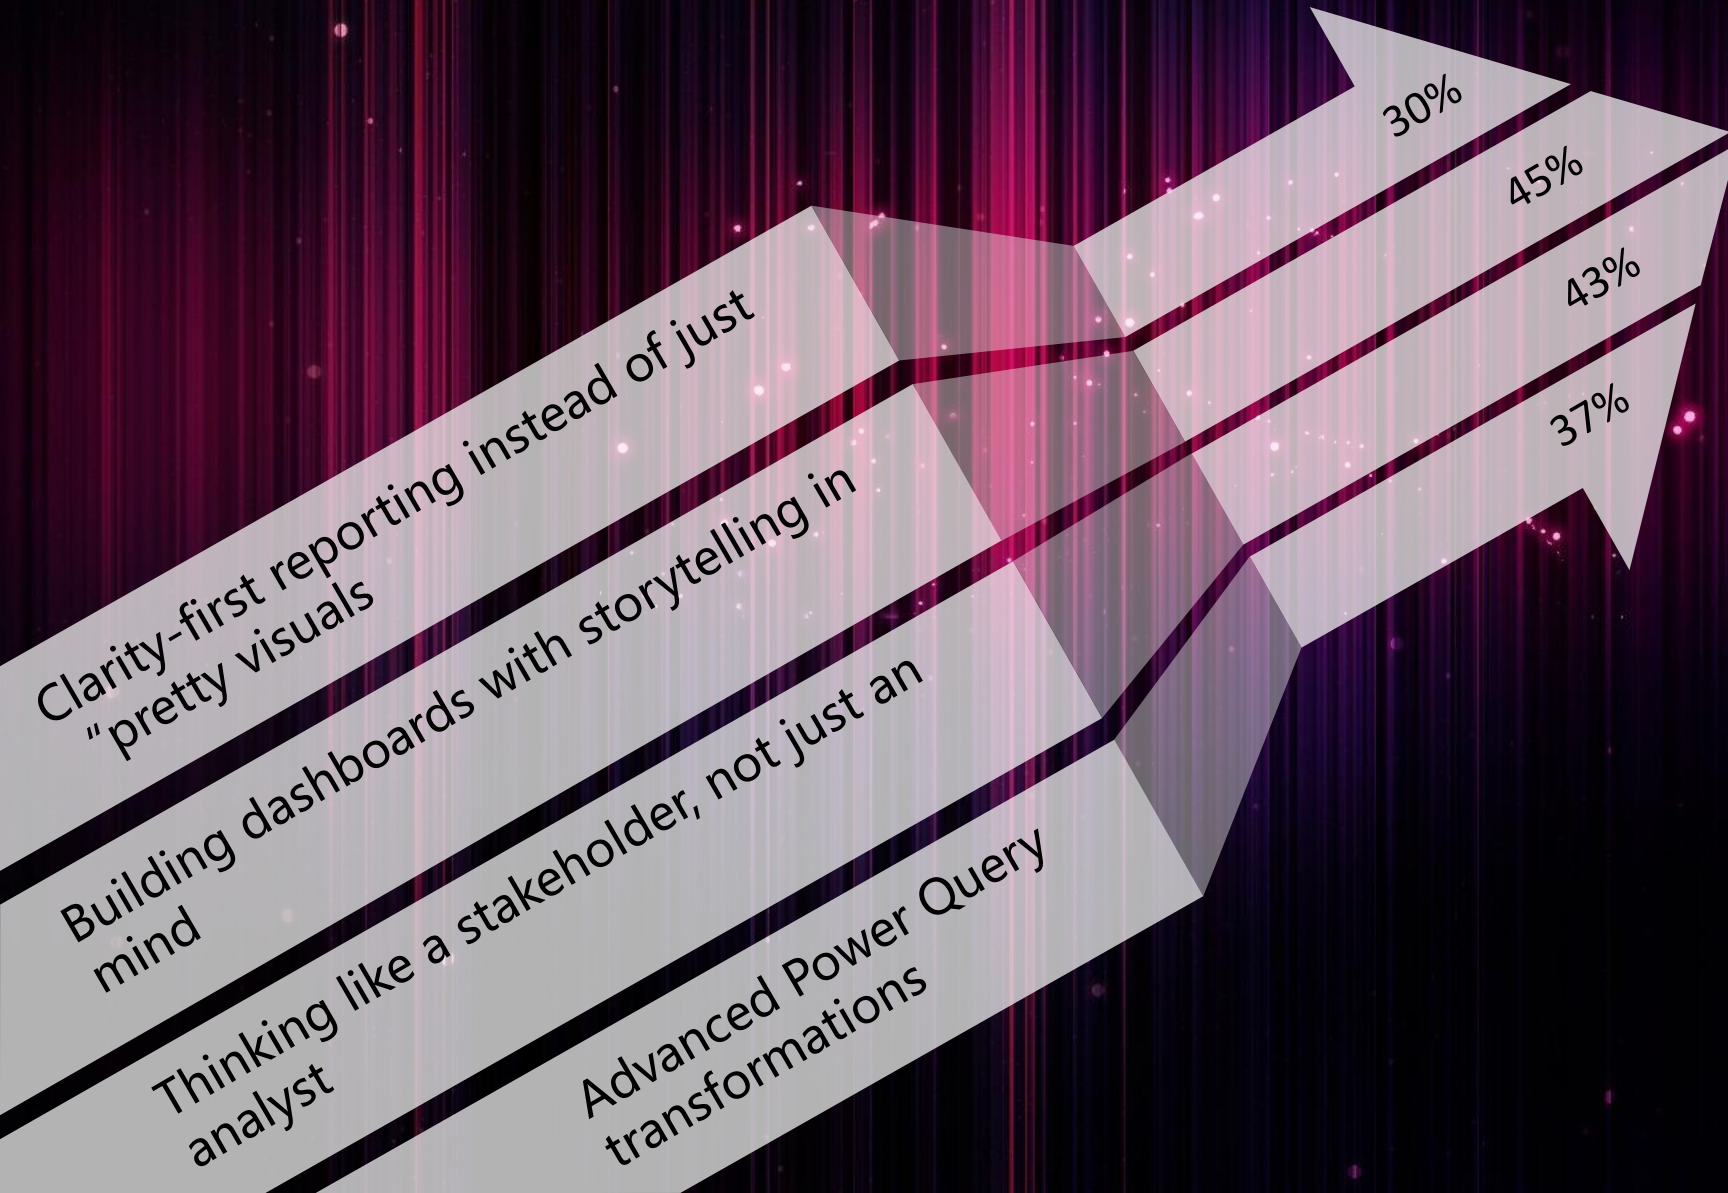 Clarity-first reporting instead of just
“pretty visuals
Building dashboards with storytelling in
mind
Thinking like a stakeholder, not just an
analyst
Advanced Power Query
transformations
30%
45%
43%
37%